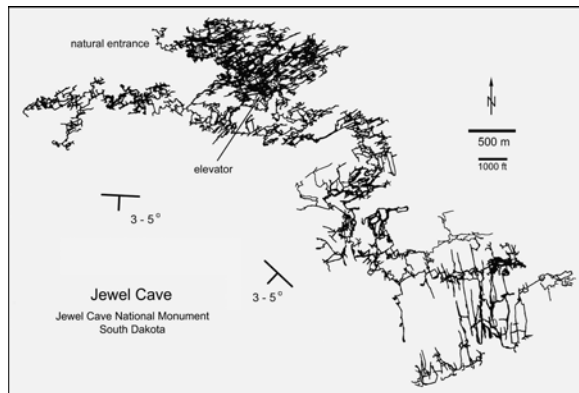 natural entrance
N
500 m
1000 ft
elevator
3 - 5°
3 - 5°
Jewel Cave
Jewel Cave National Monument
South Dakota